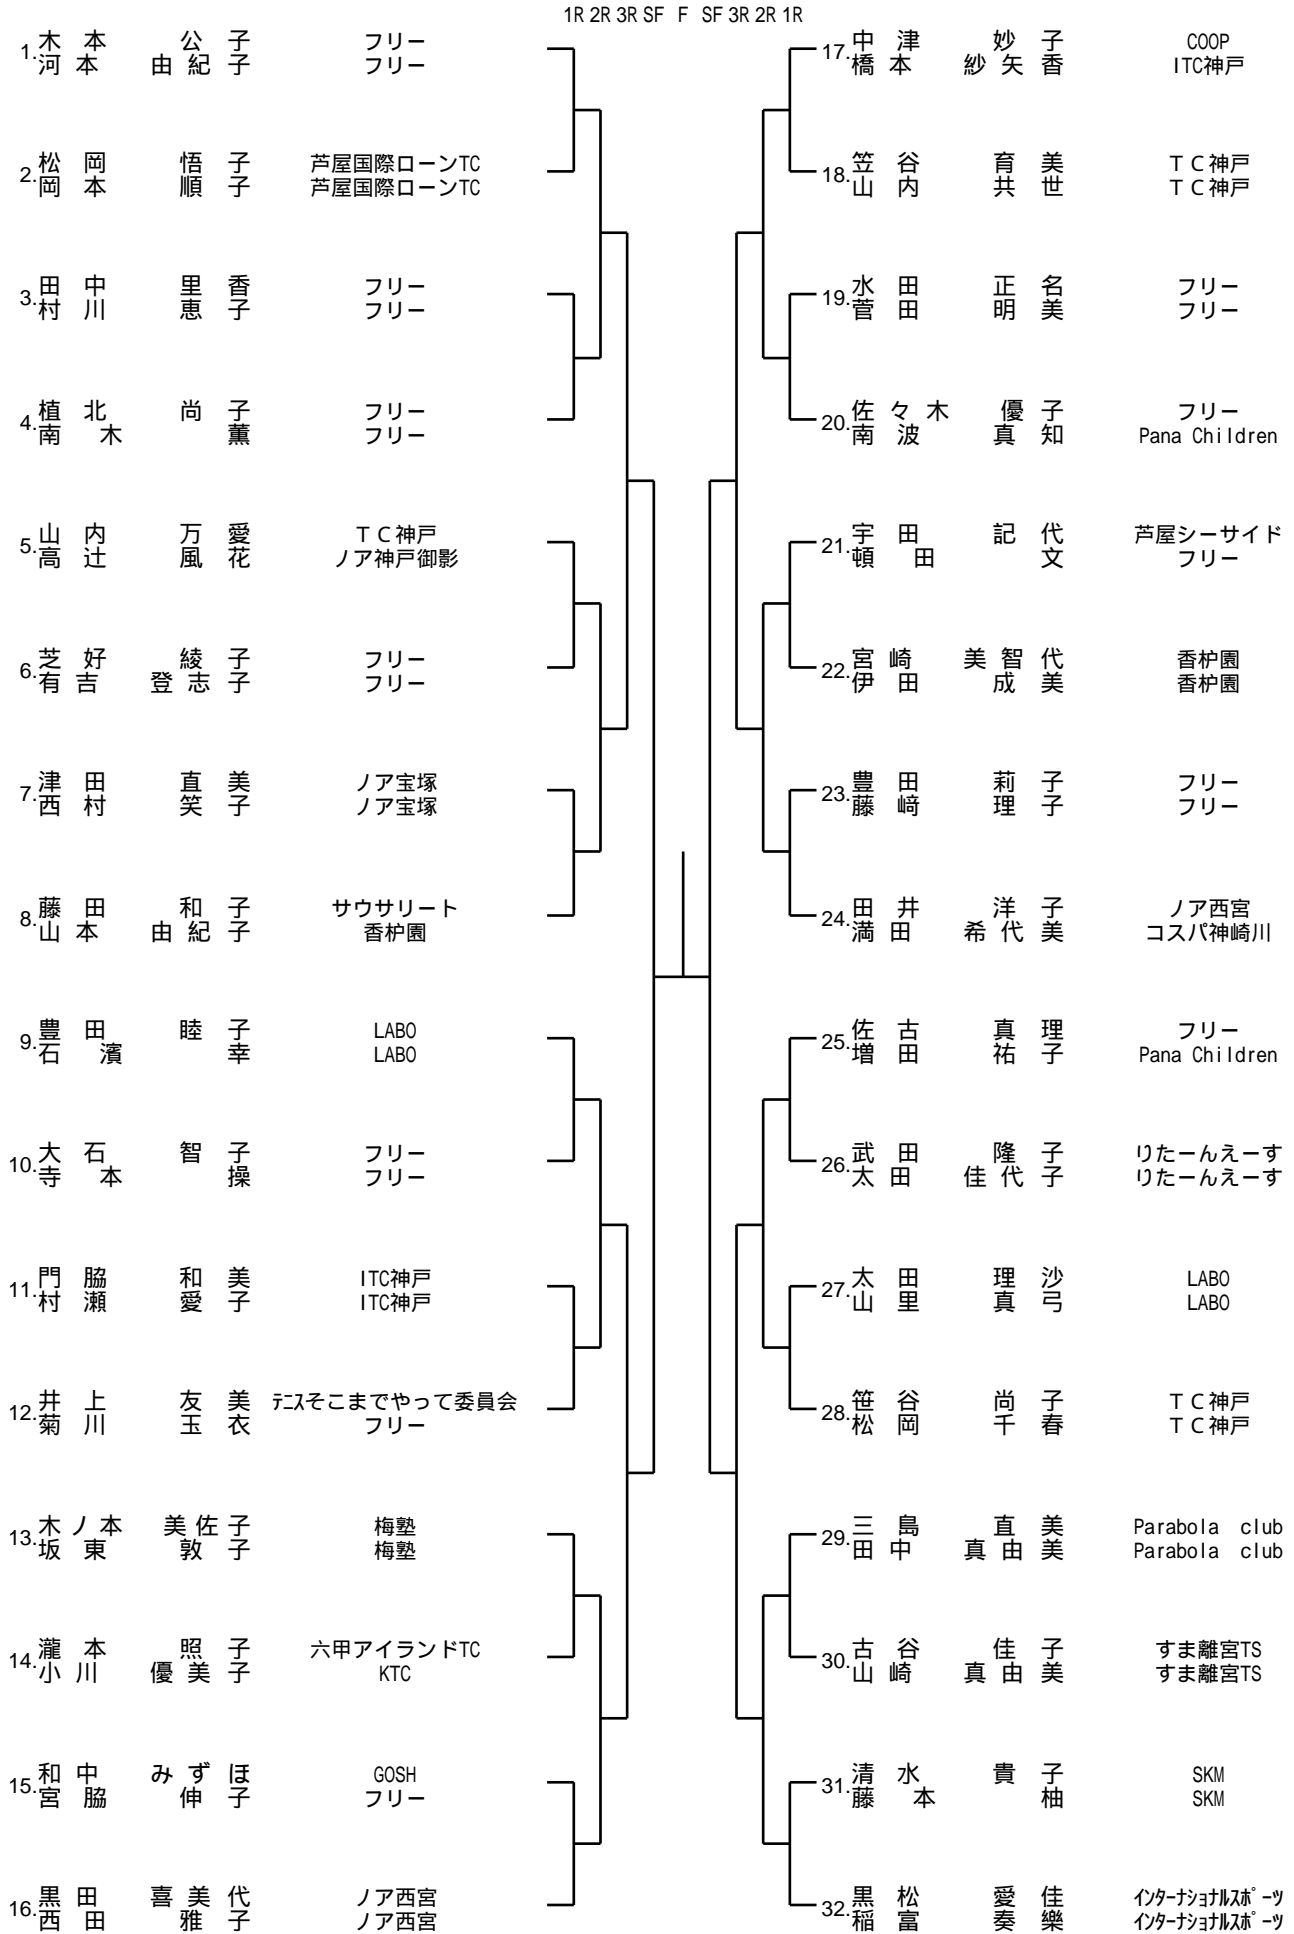 1R 2R 3R SF F SF 3R 2R 1R
1. 木本 公子 フリー
河本 由紀子 フリー
2. 松岡 悟子 芦屋国際ローンTC
岡本 順子 芦屋国際ローンTC
3. 田中 里香 フリー
村川 恵子 フリー
4. 植北 尚子 フリー
南木 薫 フリー
5. 山内 万愛 TC神戸
高辻 風花 ノア神戸御影
6. 芝好 綾子 フリー
有吉 登志子 フリー
7. 津田 直美 ノア宝塚
西村 笑子 ノア宝塚
8. 藤田 和子 サウサリート
山本 由紀子 香枦園
9. 豊田 睦子 LABO
石濱 幸 LABO
10. 大石 智子 フリー
寺本 操 フリー
11. 門脇 和美 ITC神戸
村瀬 愛子 ITC神戸
12. 井上 友美 ﾃﾆｽそこまでやって委員会
菊川 玉衣 フリー
13. 木ノ本 美佐子 梅塾
坂東 敦子 梅塾
14. 瀧本 照子 六甲アイランドTC
小川 優美子 KTC
15. 和中 みずほ GOSH
宮脇 伸子 フリー
16. 黒田 喜美代 ノア西宮
西田 雅子 ノア西宮
17. 中津 妙子 COOP
橋本 紗矢香 ITC神戸
18. 笠谷 育美 TC神戸
山内 共世 TC神戸
19. 水田 正名 フリー
菅田 明美 フリー
20. 佐々木 優子 フリー
南波 真知 Pana Children
21. 宇田 記代 芦屋シーサイド
頓田 文 フリー
22. 宮崎 美智代 香枦園
伊田 成美 香枦園
23. 豊田 莉子 フリー
藤﨑 理子 フリー
24. 田井 洋子 ノア西宮
満田 希代美 コスパ神崎川
25. 佐古 真理 フリー
増田 祐子 Pana Children
26. 武田 隆子 りたーんえーす
太田 佳代子 りたーんえーす
27. 太田 理沙 LABO
山里 真弓 LABO
28. 笹谷 尚子 TC神戸
松岡 千春 TC神戸
29. 三島 直美 Parabola club
田中 真由美 Parabola club
30. 古谷 佳子 すま離宮TS
山崎 真由美 すま離宮TS
31. 清水 貴子 SKM
藤本 柚 SKM
32. 黒松 愛佳 ｲﾝﾀｰﾅｼｮﾅﾙｽﾎﾟｰﾂ
稲富 奏樂 ｲﾝﾀｰﾅｼｮﾅﾙｽﾎﾟｰﾂ